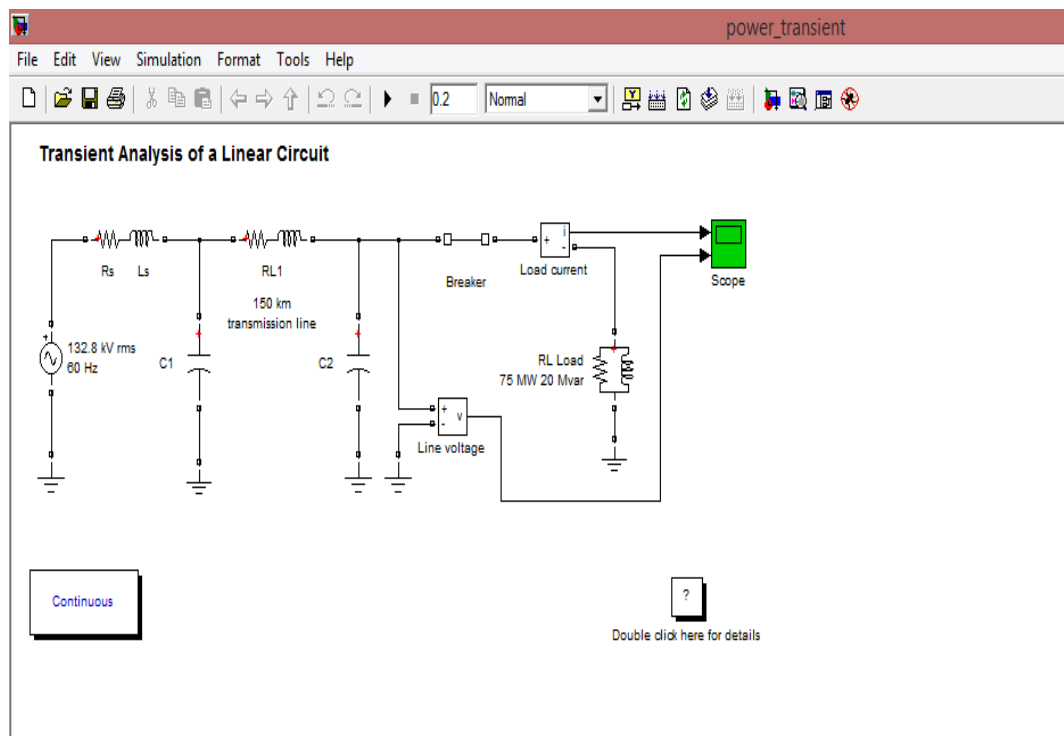 power_transient
File Edit View Simulation Format Tools Help
0.2 Normal
Transient Analysis of a Linear Circuit
Rs Ls
RL1
150 km
transmission line
Breaker
+ i -
Load current
Scope
+
132.8 kV rms
60 Hz
C1
C2
RL Load
75 MW 20 Mvar
+ v -
Line voltage
Continuous
?
Double click here for details